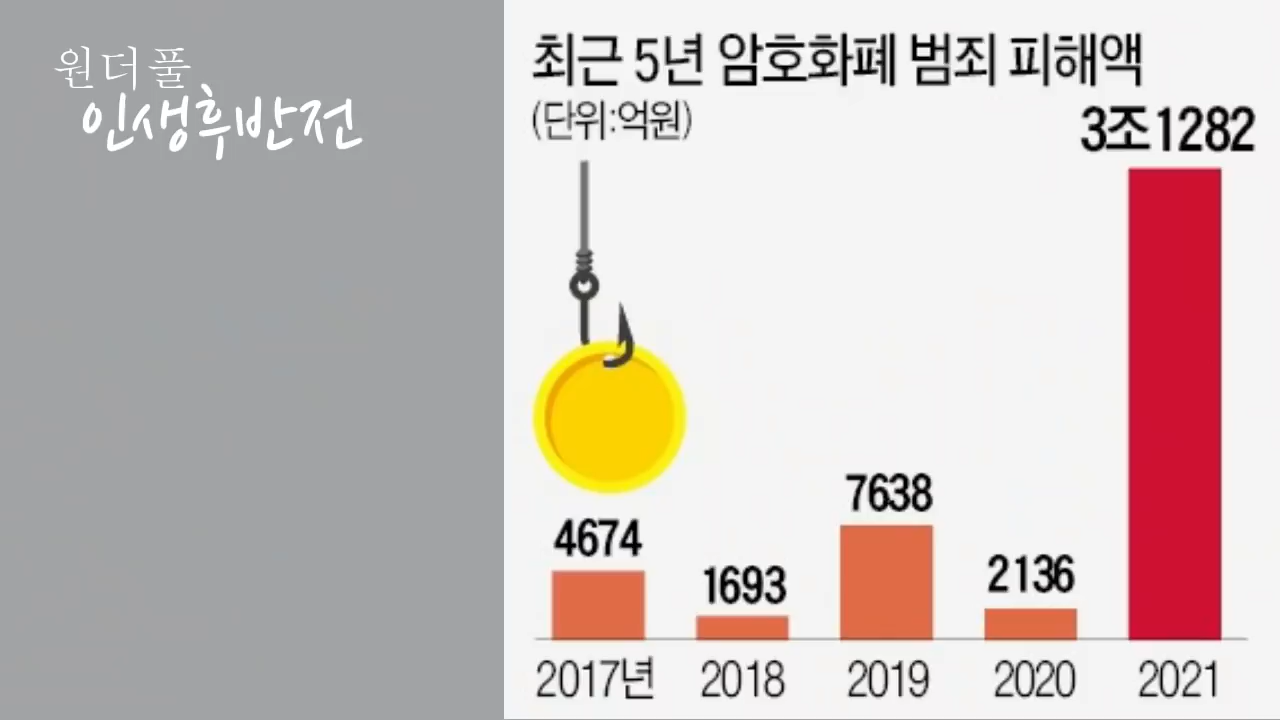 원더풀
인생후반전
최근 5년 암호화폐 범죄 피해액
(단위:억원)
3조1282
7638
4674
1693
2136
2017년 2018 2019 2020 2021